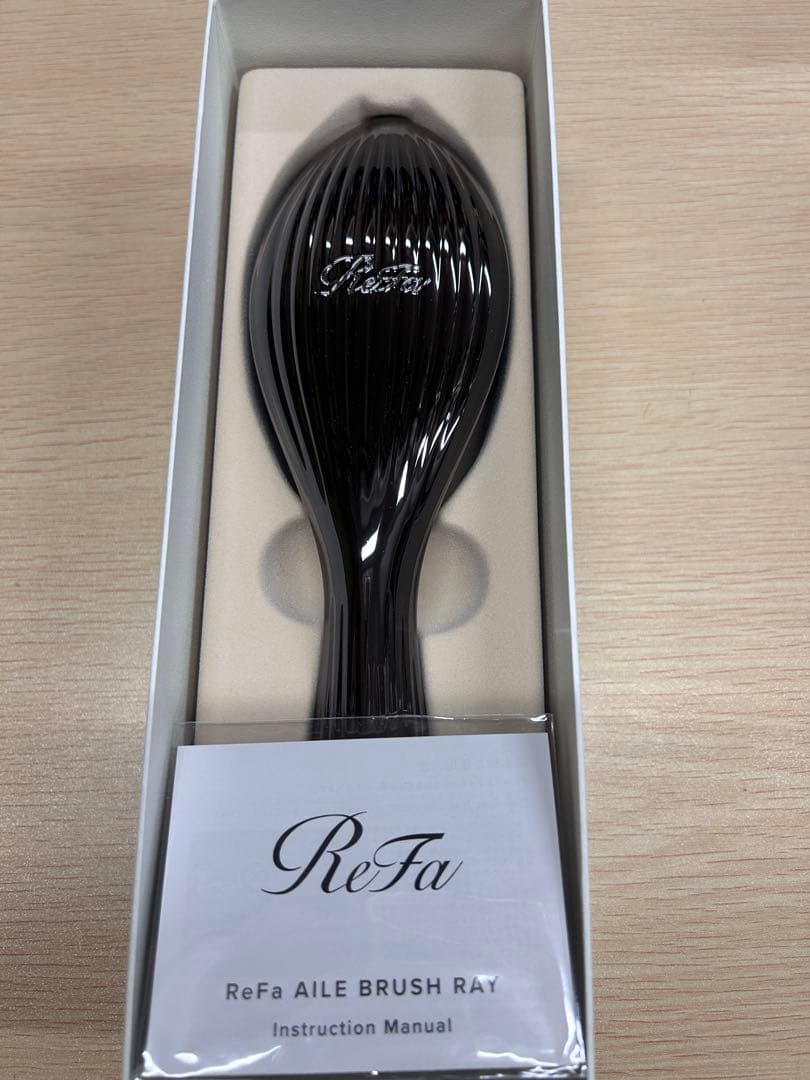 ReFa
ReFa
ReFa AILE BRUSH RAY
Instruction Manual